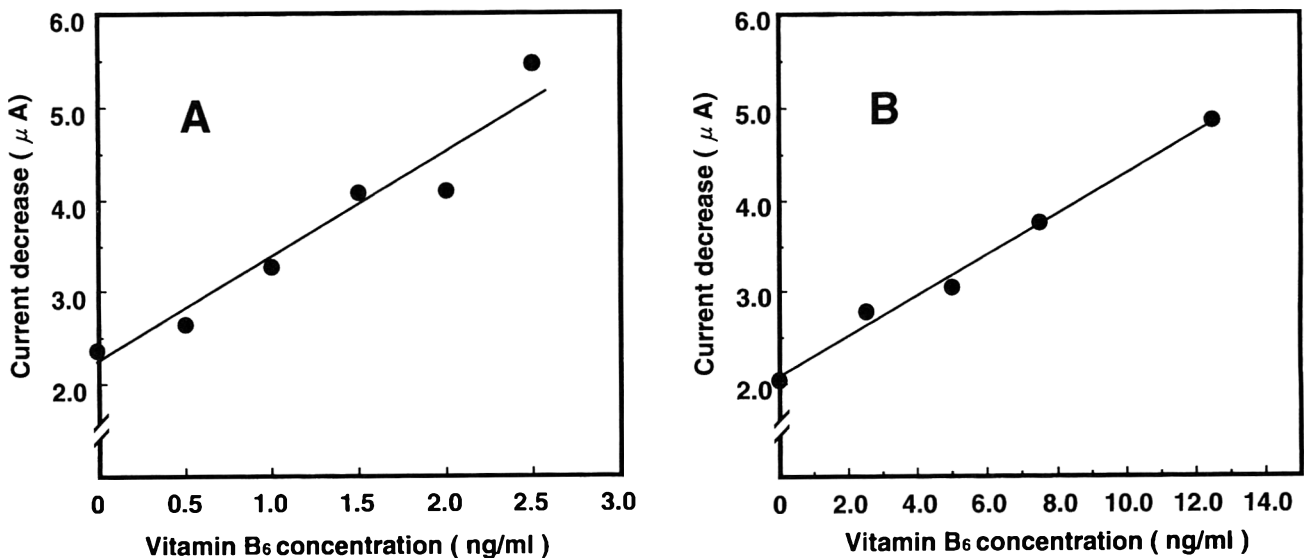 6.0
5.0
4.0
3.0
2.0
Current decrease ( μ A)
A
0 0.5 1.0 1.5 2.0 2.5 3.0
Vitamin B₆ concentration ( ng/ml )
6.0
5.0
4.0
3.0
2.0
Current decrease ( μ A)
B
0 2.0 4.0 6.0 8.0 10.0 12.0 14.0
Vitamin B₆ concentration ( ng/ml )